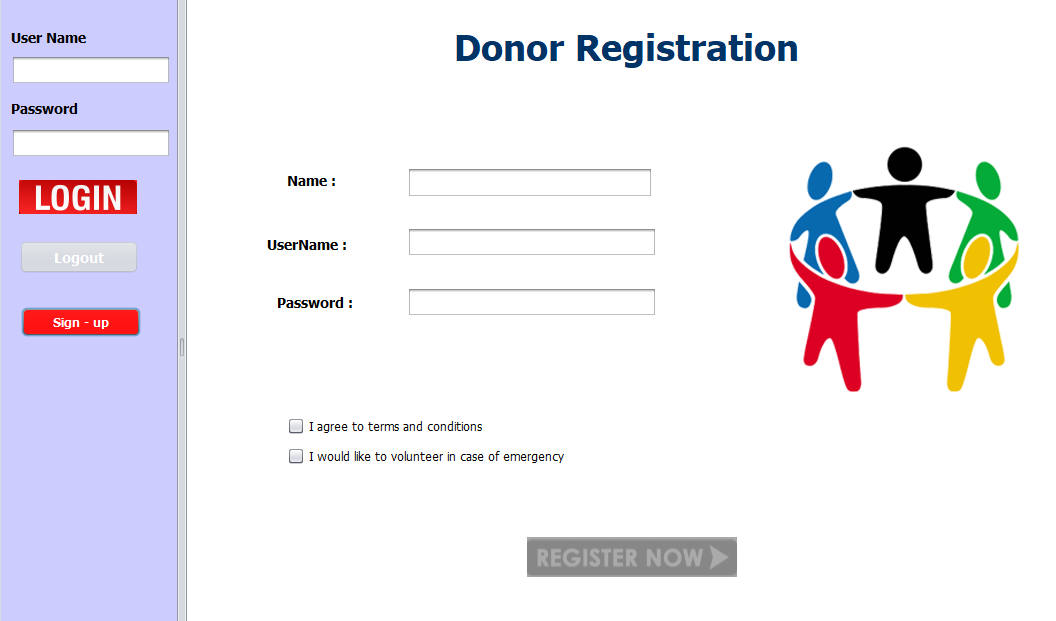 User Name
Password
LOGIN
Logout
Sign - up
Donor Registration
Name :
UserName :
Password :
I agree to terms and conditions
I would like to volunteer in case of emergency
REGISTER NOW